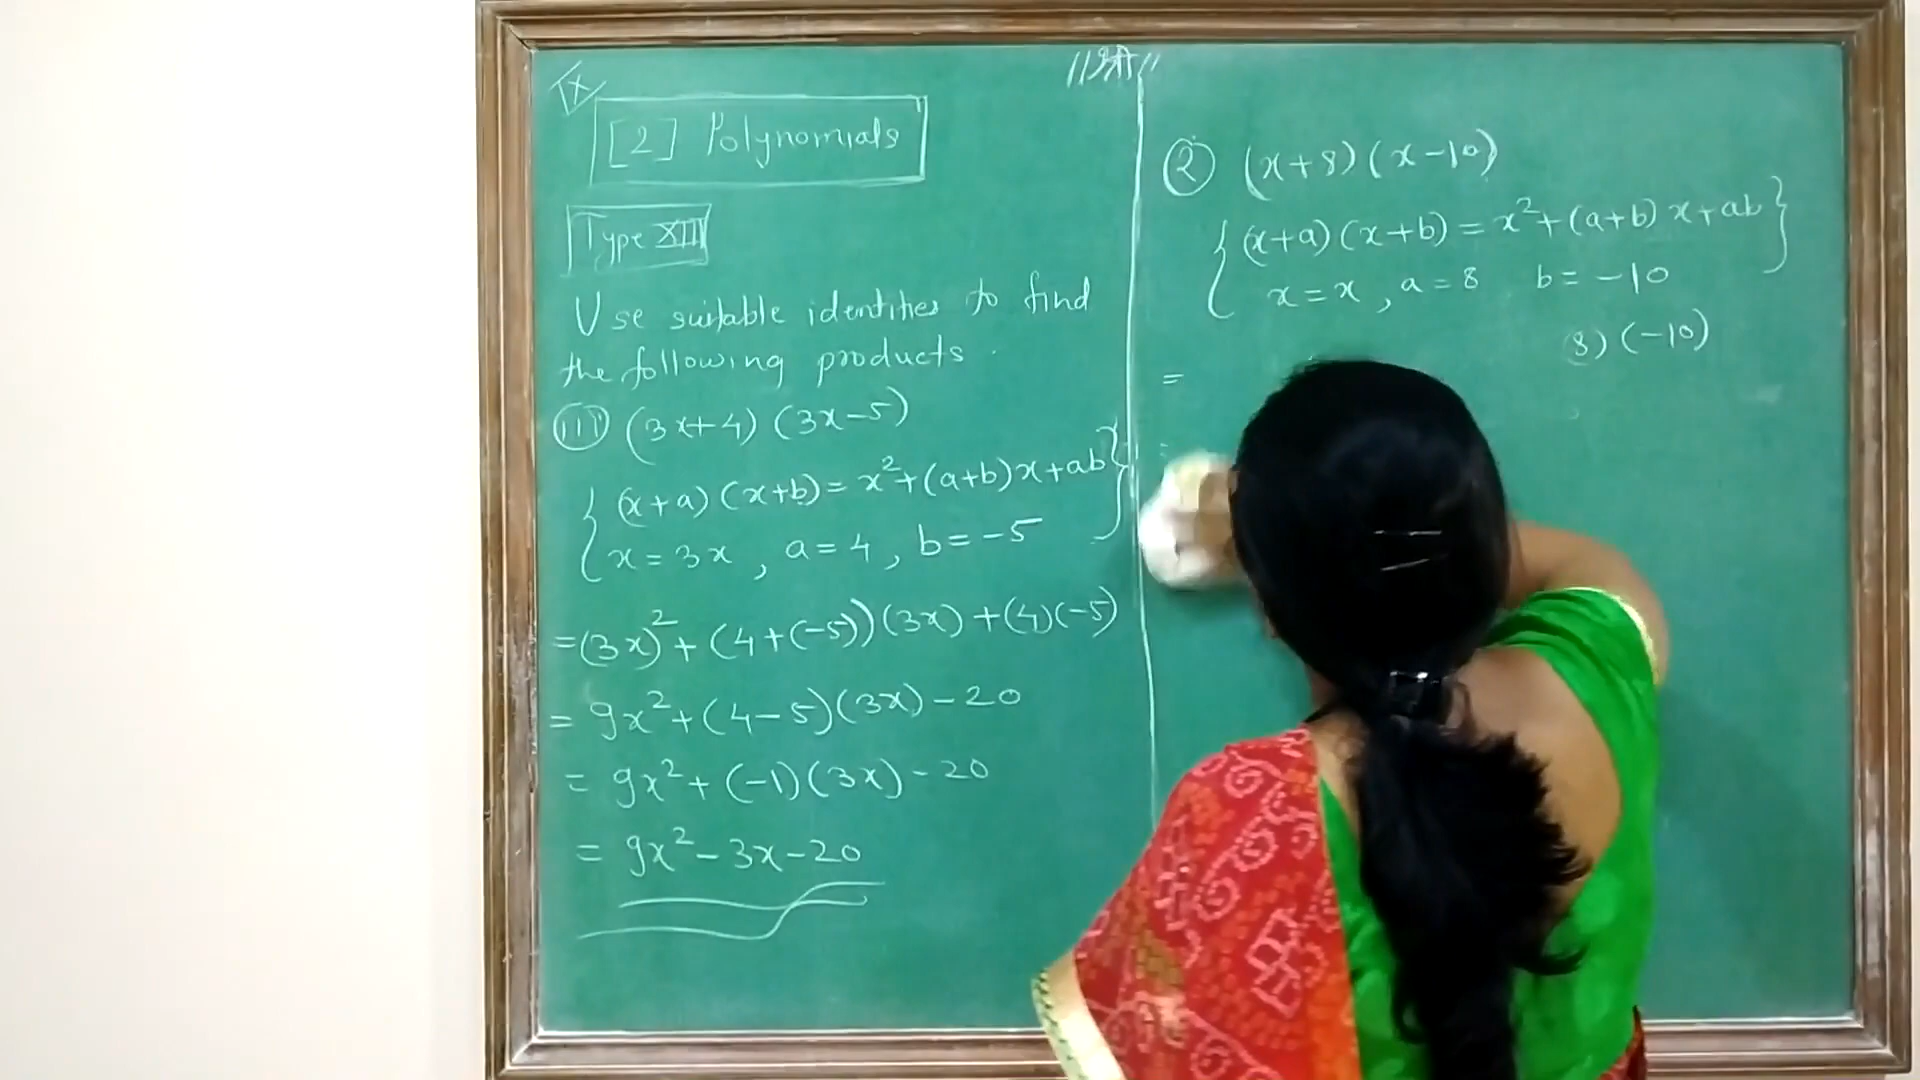 IX
[2] Polynomials
Type XIII
Use suitable identities to find
the following products.
(III) (3x+4) (3x-5)
{ (x+a) (x+b) = x²+(a+b)x+ab
x = 3x , a = 4 , b = -5 }
=(3x)²+ (4+(-5))(3x) +(4)(-5)
= 9x²+(4-5)(3x)-20
= 9x²+ (-1)(3x)-20
= 9x²-3x-20
② (x+8) (x-10)
{ (x+a) (x+b) = x²+(a+b) x+ab }
x = x , a = 8 b = -10
8) (-10)
=